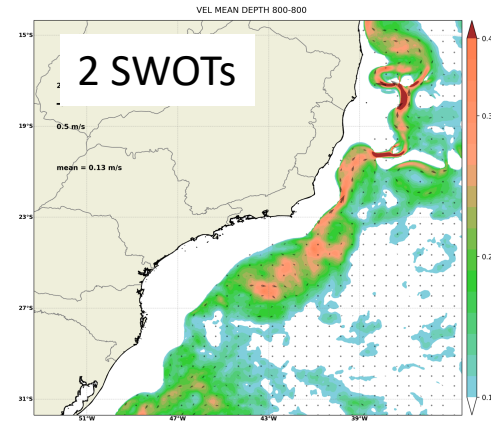 VEL MEAN DEPTH 800-800
2 SWOTs
2
0.5 m/s
mean = 0.13 m/s
15°S
19°S
23°S
27°S
31°S
51°W 47°W 43°W 39°W
0.4
0.3
0.2
0.1